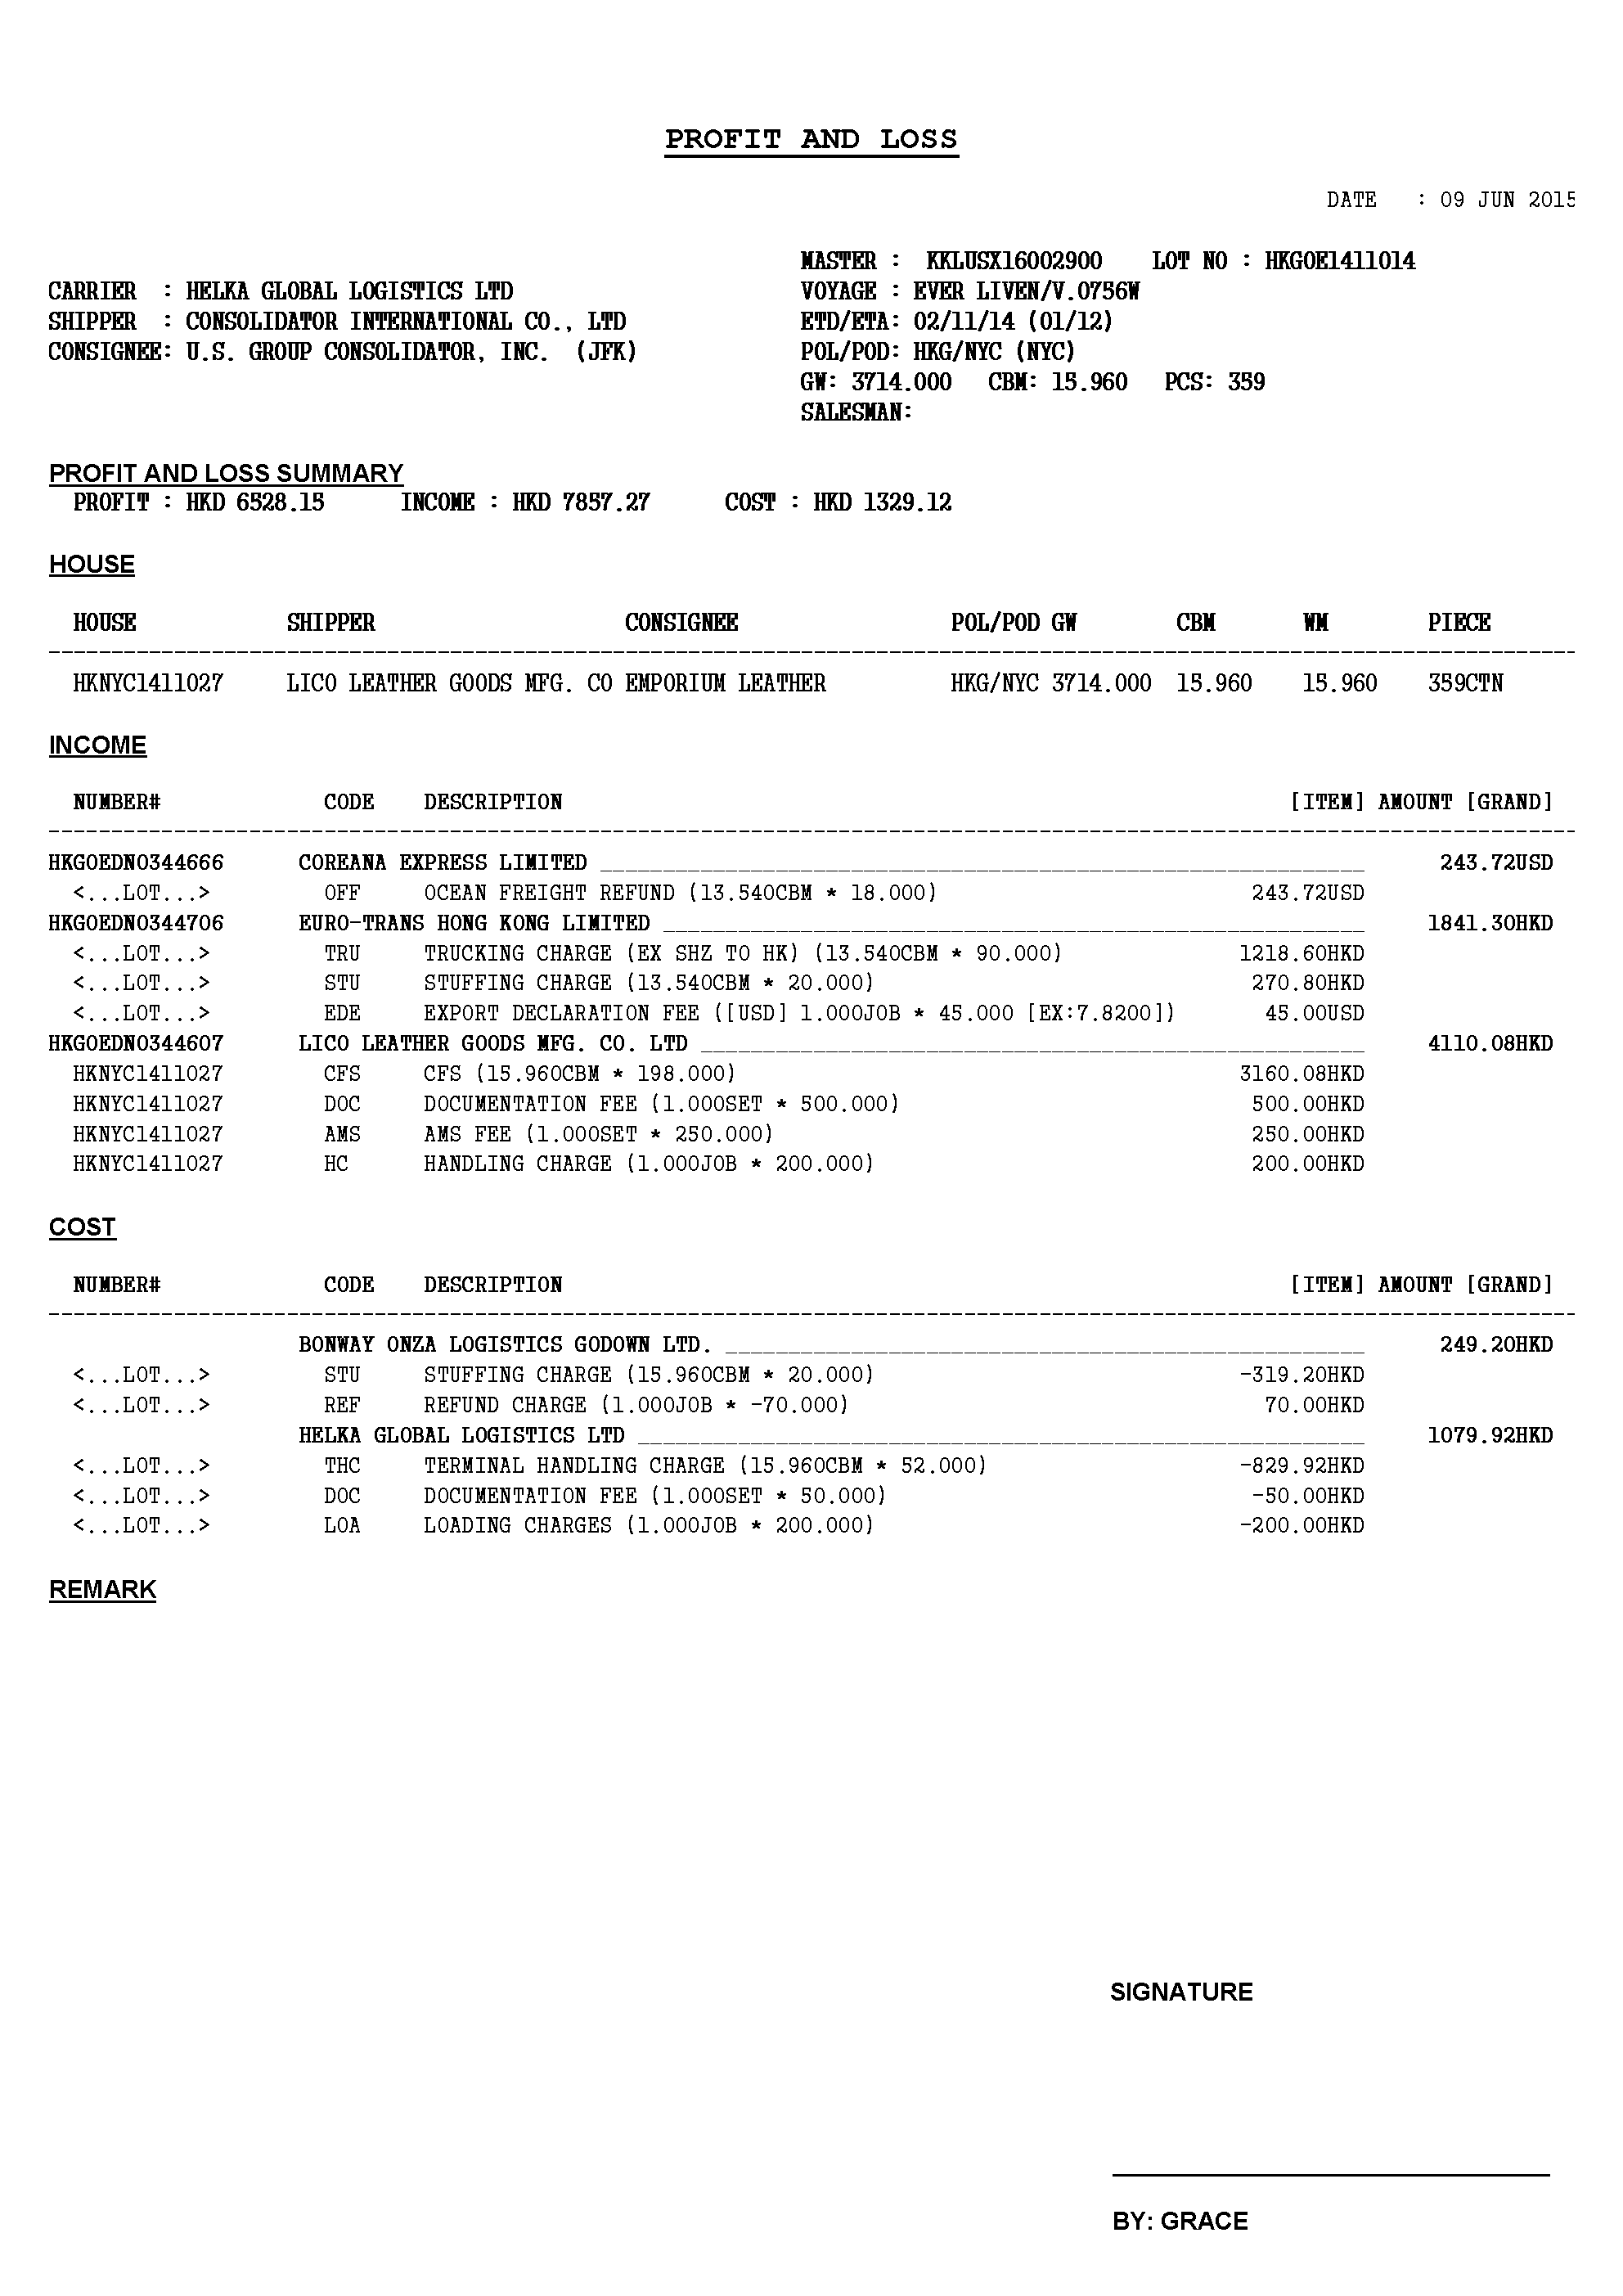 PROFIT AND LOSS
DATE : 09 JUN 2015
MASTER : KKLUSX16002900 LOT NO : HKGOE1411014
CARRIER : HELKA GLOBAL LOGISTICS LTD VOYAGE : EVER LIVEN/V.0756W
SHIPPER : CONSOLIDATOR INTERNATIONAL CO., LTD ETD/ETA: 02/11/14 (01/12)
CONSIGNEE: U.S. GROUP CONSOLIDATOR, INC. (JFK) POL/POD: HKG/NYC (NYC)
GW: 3714.000 CBM: 15.960 PCS: 359
SALESMAN:
PROFIT AND LOSS SUMMARY
PROFIT : HKD 6528.15 INCOME : HKD 7857.27 COST : HKD 1329.12
HOUSE
HOUSE SHIPPER CONSIGNEE POL/POD GW CBM WM PIECE
HKNYC1411027 LICO LEATHER GOODS MFG. CO EMPORIUM LEATHER HKG/NYC 3714.000 15.960 15.960 359CTN
INCOME
NUMBER# CODE DESCRIPTION [ITEM] AMOUNT [GRAND]
HKGOEDN0344666 COREANA EXPRESS LIMITED 243.72USD
<...LOT...> OFF OCEAN FREIGHT REFUND (13.540CBM * 18.000) 243.72USD
HKGOEDN0344706 EURO-TRANS HONG KONG LIMITED 1841.30HKD
<...LOT...> TRU TRUCKING CHARGE (EX SHZ TO HK) (13.540CBM * 90.000) 1218.60HKD
<...LOT...> STU STUFFING CHARGE (13.540CBM * 20.000) 270.80HKD
<...LOT...> EDE EXPORT DECLARATION FEE ([USD] 1.000JOB * 45.000 [EX:7.8200]) 45.00USD
HKGOEDN0344607 LICO LEATHER GOODS MFG. CO. LTD 4110.08HKD
HKNYC1411027 CFS CFS (15.960CBM * 198.000) 3160.08HKD
HKNYC1411027 DOC DOCUMENTATION FEE (1.000SET * 500.000) 500.00HKD
HKNYC1411027 AMS AMS FEE (1.000SET * 250.000) 250.00HKD
HKNYC1411027 HC HANDLING CHARGE (1.000JOB * 200.000) 200.00HKD
COST
NUMBER# CODE DESCRIPTION [ITEM] AMOUNT [GRAND]
BONWAY ONZA LOGISTICS GODOWN LTD. 249.20HKD
<...LOT...> STU STUFFING CHARGE (15.960CBM * 20.000) -319.20HKD
<...LOT...> REF REFUND CHARGE (1.000JOB * -70.000) 70.00HKD
HELKA GLOBAL LOGISTICS LTD 1079.92HKD
<...LOT...> THC TERMINAL HANDLING CHARGE (15.960CBM * 52.000) -829.92HKD
<...LOT...> DOC DOCUMENTATION FEE (1.000SET * 50.000) -50.00HKD
<...LOT...> LOA LOADING CHARGES (1.000JOB * 200.000) -200.00HKD
REMARK
SIGNATURE
BY: GRACE